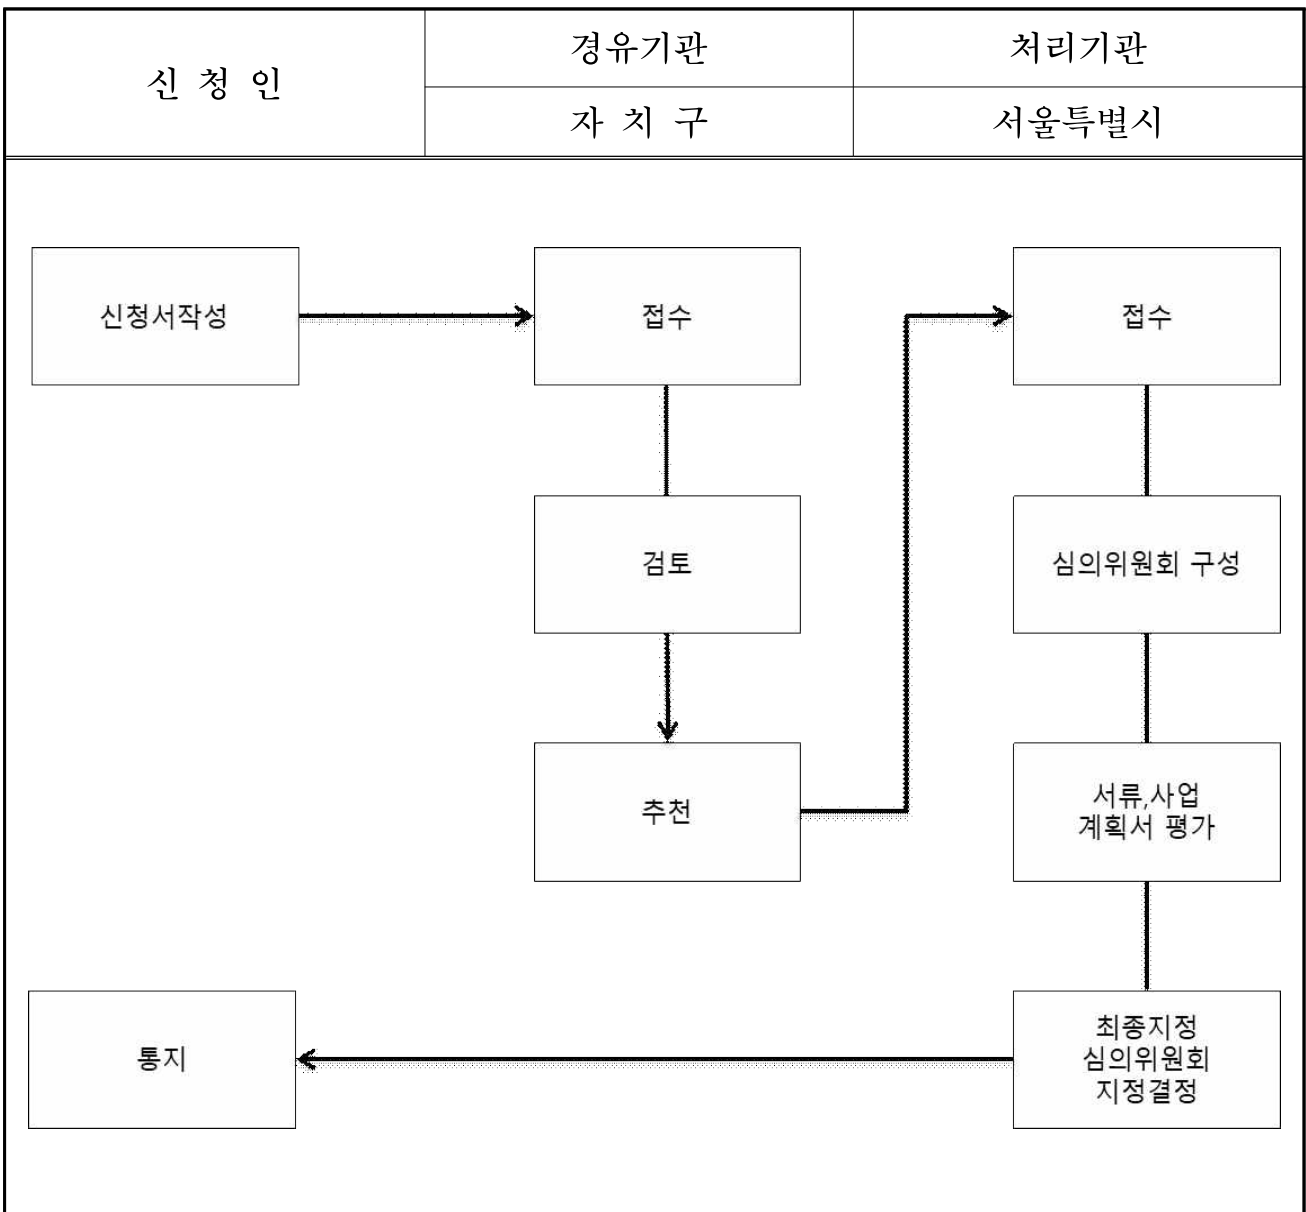 신 청 인
경유기관
처리기관
자 치 구
서울특별시
신청서작성
접수
접수
검토
심의위원회 구성
추천
서류,사업
계획서 평가
통지
최종지정
심의위원회
지정결정